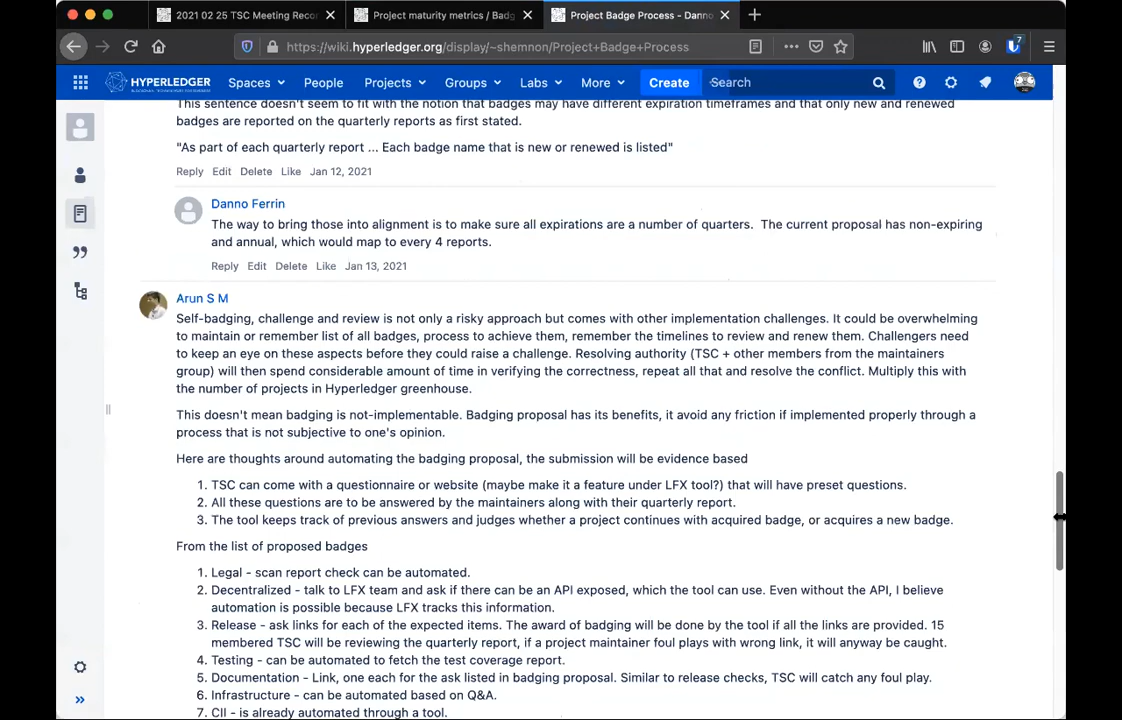 2021 02 25 TSC Meeting Recor
Project maturity metrics / Badg
Project Badge Process - Danno
https://wiki.hyperledger.org/display/~shemnon/Project+Badge+Process
7
HYPERLEDGER
Spaces
People
Projects
Groups
Labs
More
Create
Search
This sentence doesn't seem to fit with the notion that badges may have different expiration timeframes and that only new and renewed
badges are reported on the quarterly reports as first stated.
"As part of each quarterly report ... Each badge name that is new or renewed is listed"
Reply Edit Delete Like Jan 12, 2021
Danno Ferrin
The way to bring those into alignment is to make sure all expirations are a number of quarters. The current proposal has non-expiring
and annual, which would map to every 4 reports.
Reply Edit Delete Like Jan 13, 2021
Arun S M
Self-badging, challenge and review is not only a risky approach but comes with other implementation challenges. It could be overwhelming
to maintain or remember list of all badges, process to achieve them, remember the timelines to review and renew them. Challengers need
to keep an eye on these aspects before they could raise a challenge. Resolving authority (TSC + other members from the maintainers
group) will then spend considerable amount of time in verifying the correctness, repeat all that and resolve the conflict. Multiply this with
the number of projects in Hyperledger greenhouse.
This doesn't mean badging is not-implementable. Badging proposal has its benefits, it avoid any friction if implemented properly through a
process that is not subjective to one's opinion.
Here are thoughts around automating the badging proposal, the submission will be evidence based
1. TSC can come with a questionnaire or website (maybe make it a feature under LFX tool?) that will have preset questions.
2. All these questions are to be answered by the maintainers along with their quarterly report.
3. The tool keeps track of previous answers and judges whether a project continues with acquired badge, or acquires a new badge.
From the list of proposed badges
1. Legal - scan report check can be automated.
2. Decentralized - talk to LFX team and ask if there can be an API exposed, which the tool can use. Even without the API, I believe
automation is possible because LFX tracks this information.
3. Release - ask links for each of the expected items. The award of badging will be done by the tool if all the links are provided. 15
membered TSC will be reviewing the quarterly report, if a project maintainer foul plays with wrong link, it will anyway be caught.
4. Testing - can be automated to fetch the test coverage report.
5. Documentation - Link, one each for the ask listed in badging proposal. Similar to release checks, TSC will catch any foul play.
6. Infrastructure - can be automated based on Q&A.
7. CII - is already automated through a tool.